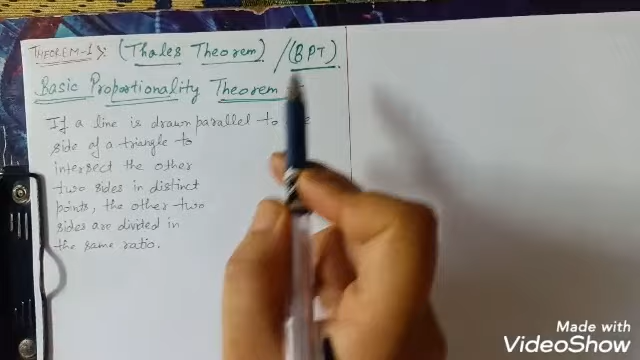 THEOREM-1 : (Thales Theorem) / (BPT)
Basic Proportionality Theorem
If a line is drawn parallel to
side of a triangle to
intersect the other
two sides in distinct
points, the other two
sides are divided in
the same ratio.
Made with
VideoShow